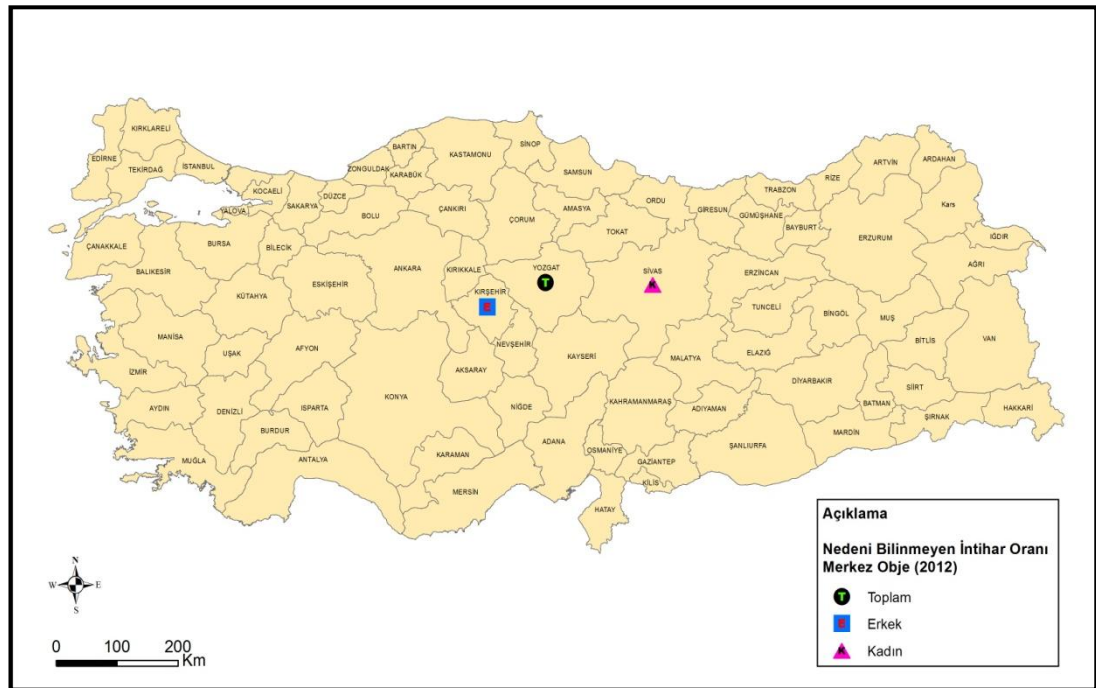 KIRKLARELİ
EDİRNE
TEKİRDAĞ
İSTANBUL
KOCAELİ
YALOVA
SAKARYA
DÜZCE
ZONGULDAK
BARTIN
KARABÜK
KASTAMONU
SİNOP
SAMSUN
BOLU
ÇANKIRI
ÇORUM
AMASYA
ORDU
TOKAT
GİRESUN
TRABZON
GÜMÜŞHANE
RİZE
BAYBURT
ARTVİN
ARDAHAN
Kars
IĞDIR
ERZURUM
AĞRI
ÇANAKKALE
BALIKESİR
BURSA
BİLECİK
ESKİŞEHİR
KÜTAHYA
ANKARA
KIRIKKALE
KIRŞEHİR
E
YOZGAT
T
SİVAS
K
ERZİNCAN
TUNCELİ
BİNGÖL
MUŞ
BİTLİS
VAN
MANİSA
UŞAK
AFYON
İZMİR
AYDIN
DENİZLİ
ISPARTA
BURDUR
MUĞLA
ANTALYA
KONYA
AKSARAY
NEVŞEHİR
NİĞDE
KAYSERİ
MALATYA
ELAZIĞ
DİYARBAKIR
BATMAN
SİİRT
ŞIRNAK
HAKKARİ
KAHRAMANMARAŞ
ADIYAMAN
MARDİN
ŞANLIURFA
KARAMAN
MERSİN
ADANA
OSMANİYE
GAZİANTEP
KİLİS
HATAY
N
W E
S
0 100 200
Km
Açıklama
Nedeni Bilinmeyen İntihar Oranı
Merkez Obje (2012)
T Toplam
E Erkek
K Kadın